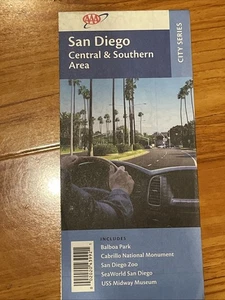 AAA
San Diego
Central & Southern
Area
CITY SERIES
INCLUDES
Balboa Park
Cabrillo National Monument
San Diego Zoo
SeaWorld San Diego
USS Midway Museum